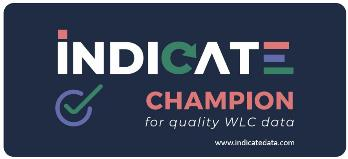 INDICATE
CHAMPION
for quality WLC data
www.indicatedata.com